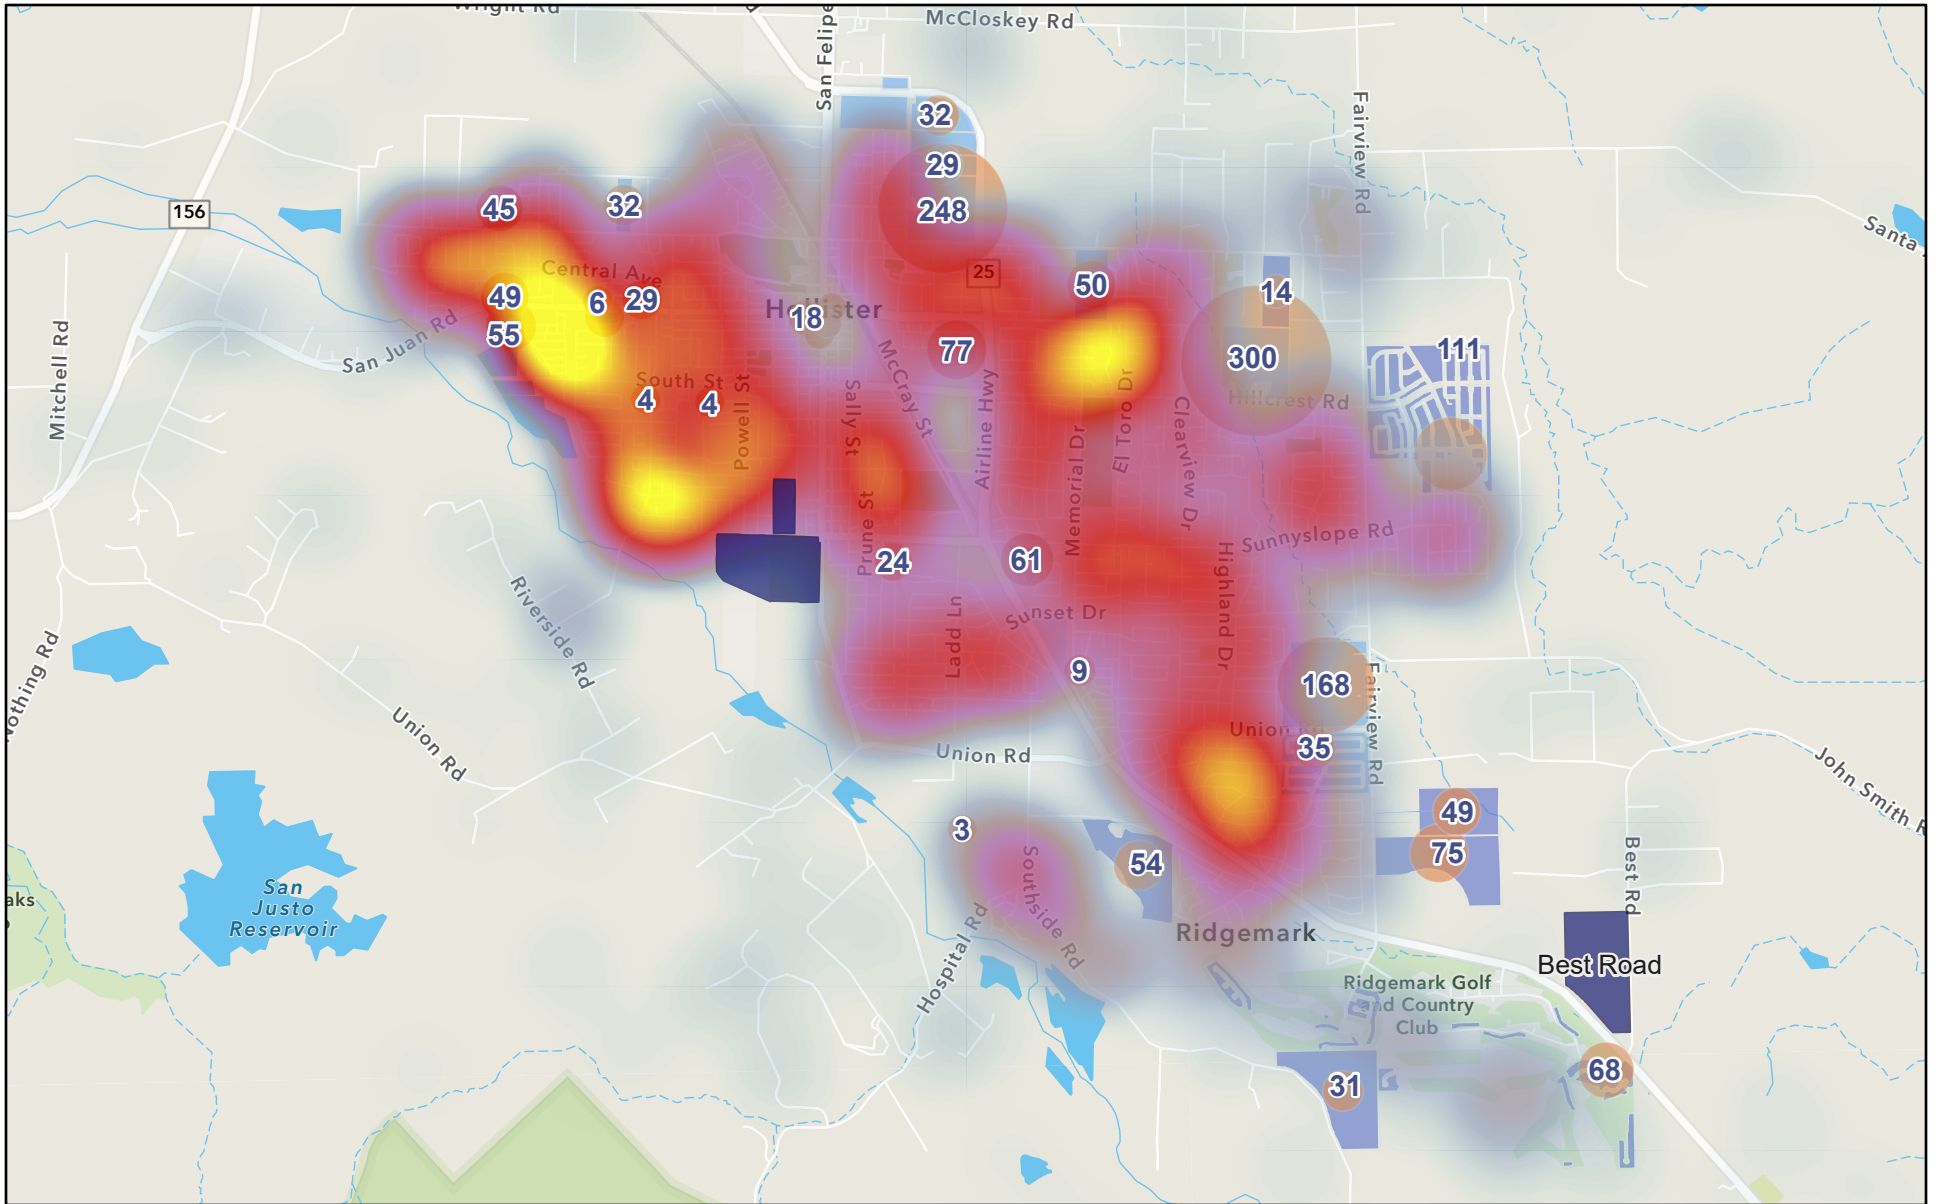 Wright Rd
McCloskey Rd
San Felipe
32
Fairview Rd
29
156
45
32
248
Santa
25
Central Ave
50
14
49
6
29
Hollister
18
55
San Juan Rd
77
300
111
Mitchell Rd
McCray St
South St
4
4
Powell St
Sally St
Airline Hwy
El Toro Dr
Clearview Dr
Hillcrest Rd
Memorial Dr
Prune St
Sunnyslope Rd
24
61
Highland Dr
Riverside Rd
Ladd Ln
Sunset Dr
Nothing Rd
9
168
Fairview Rd
Union Rd
Union Rd
35
Union Rd
John Smith R
49
3
54
75
Best Rd
Southside Rd
aks
San
Justo
Reservoir
Hospital Rd
Ridgemark
Best Road
Ridgemark Golf
and Country
Club
68
31